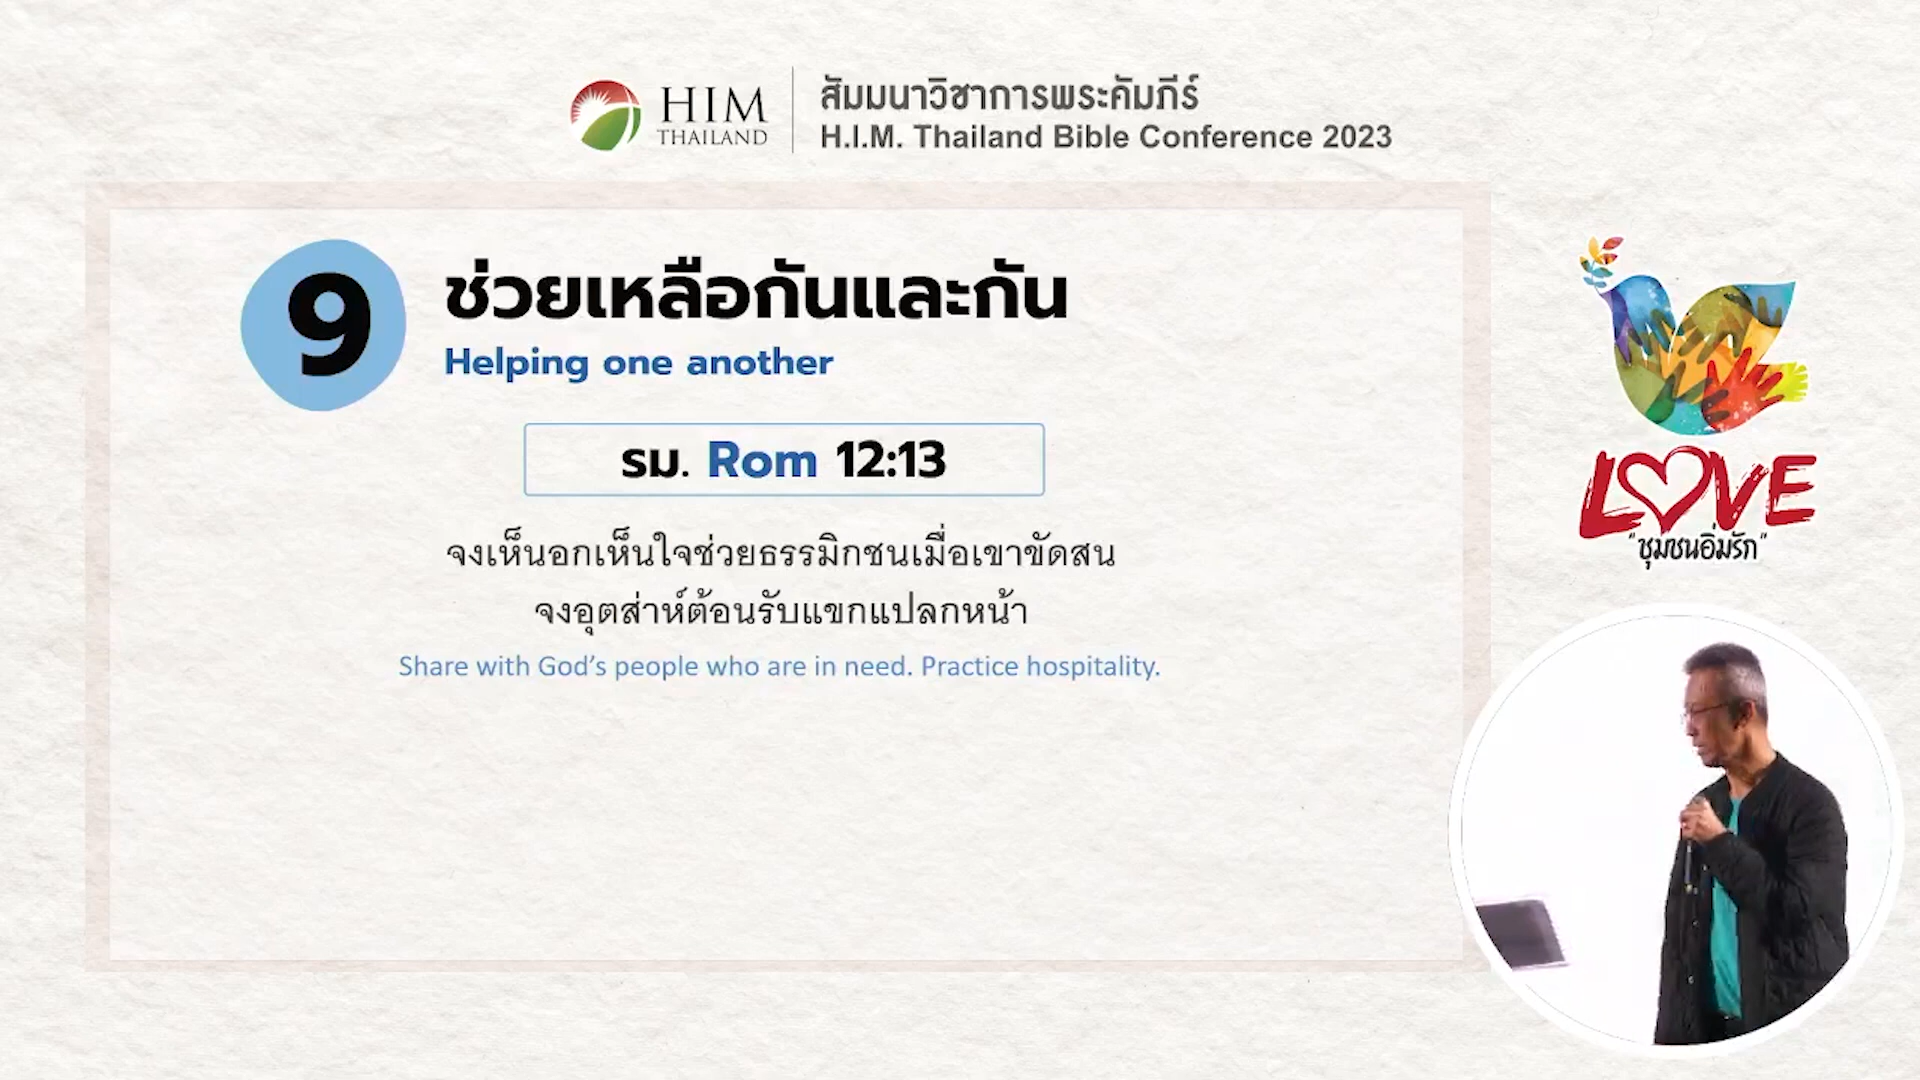 HIM
THAILAND
สัมมนาวิชาการพระคัมภีร์
H.I.M. Thailand Bible Conference 2023
9
ช่วยเหลือกันและกัน
Helping one another
รม. Rom 12:13
จงเห็นอกเห็นใจช่วยธรรมิกชนเมื่อเขาขัดสน
จงอุตส่าห์ต้อนรับแขกแปลกหน้า
Share with God's people who are in need. Practice hospitality.
LOVE
"ชุมชนอิ่มรัก"